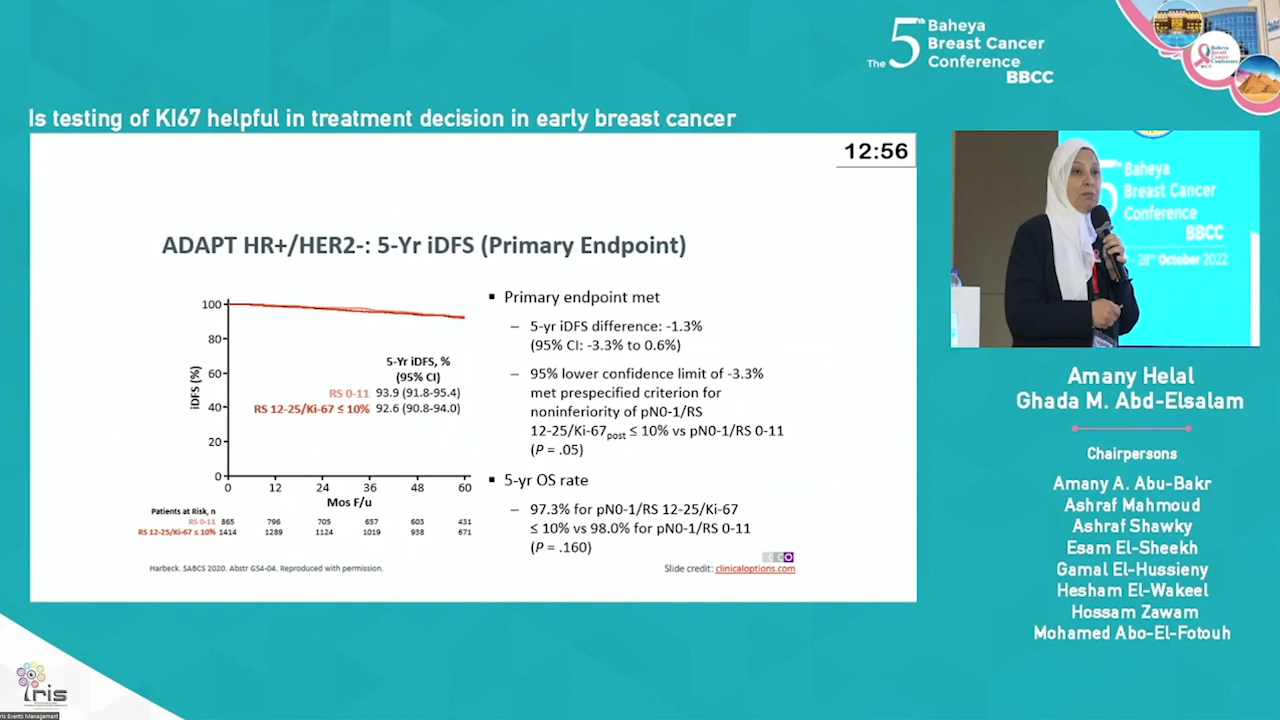 The 5th Baheya
Breast Cancer
Conference
BBCC
Is testing of KI67 helpful in treatment decision in early breast cancer
12:56
ADAPT HR+/HER2-: 5-Yr iDFS (Primary Endpoint)
iDFS (%)
100
80
60
40
20
0
5-Yr iDFS, %
(95% CI)
RS 0-11 93.9 (91.8-95.4)
RS 12-25/Ki-67 ≤ 10% 92.6 (90.8-94.0)
0 12 24 36 48 60
Mos F/u
Patients at Risk, n
RS 0-11 865 796 705 657 603 431
RS 12-25/Ki-67 ≤ 10% 1414 1289 1124 1019 938 671
▪ Primary endpoint met
– 5-yr iDFS difference: -1.3%
(95% CI: -3.3% to 0.6%)
– 95% lower confidence limit of -3.3%
met prespecified criterion for
noninferiority of pN0-1/RS
12-25/Ki-67post ≤ 10% vs pN0-1/RS 0-11
(P = .05)
▪ 5-yr OS rate
– 97.3% for pN0-1/RS 12-25/Ki-67
≤ 10% vs 98.0% for pN0-1/RS 0-11
(P = .160)
Harbeck. SABCS 2020. Abstr GS4-04. Reproduced with permission.
CCO
Slide credit: clinicaloptions.com
Baheya
Breast Cancer
Conference
BBCC
28th October 2022
Amany Helal
Ghada M. Abd-Elsalam
Chairpersons
Amany A. Abu-Bakr
Ashraf Mahmoud
Ashraf Shawky
Esam El-Sheekh
Gamal El-Hussieny
Hesham El-Wakeel
Hossam Zawam
Mohamed Abo-El-Fotouh
Iris
Iris Events Management